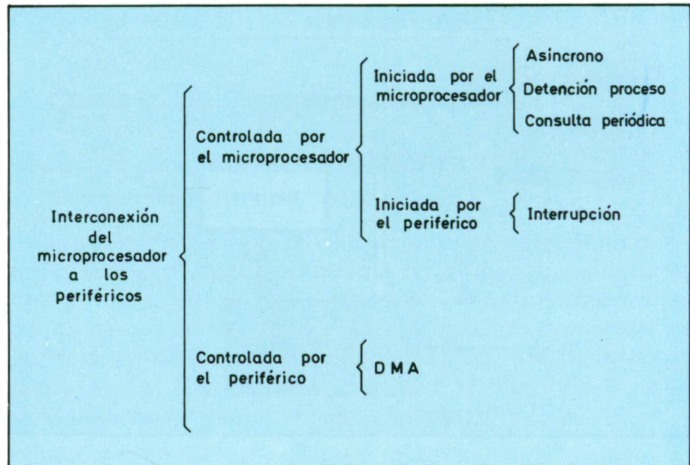 Interconexión
del
microprocesador
a los
periféricos
Controlada por
el microprocesador
Iniciada por el
microprocesador
Asíncrono
Detención proceso
Consulta periódica
Iniciada por
el periférico
Interrupción
Controlada por
el periférico
DMA